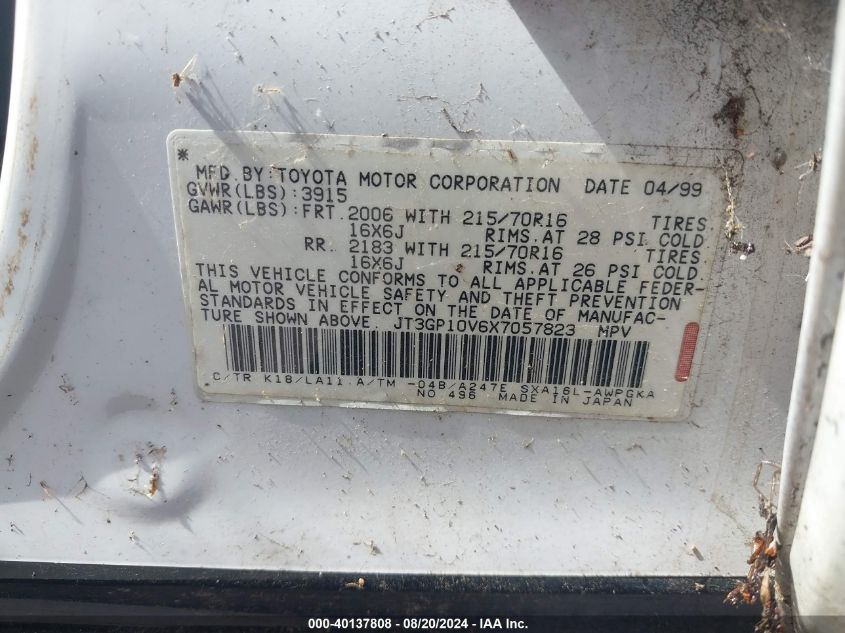 * MFD.BY:TOYOTA MOTOR CORPORATION DATE 04/99
GVWR(LBS):3915
GAWR(LBS):FRT.2006 WITH 215/70R16 TIRES
16X6J RIMS.AT 28 PSI COLD
RR. 2183 WITH 215/70R16 TIRES
16X6J RIMS.AT 26 PSI COLD
THIS VEHICLE CONFORMS TO ALL APPLICABLE FEDER-
AL MOTOR VEHICLE SAFETY AND THEFT PREVENTION
STANDARDS IN EFFECT ON THE DATE OF MANUFAC-
TURE SHOWN ABOVE. JT3GP10V6X7057823 MPV
C/TR K18/LA11.A/TM -04B/A247E SXA16L-AWPGKA
NO 496 MADE IN JAPAN
000-40137808 - 08/20/2024 - IAA Inc.